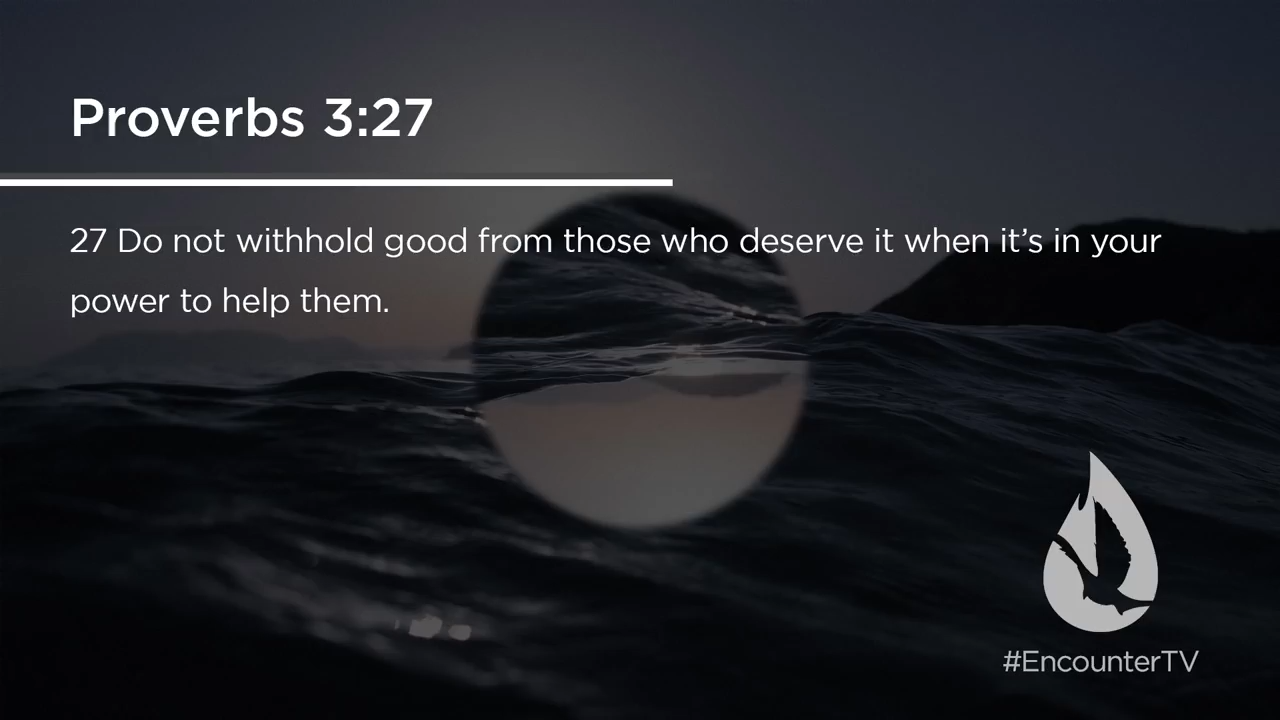 Proverbs 3:27
27 Do not withhold good from those who deserve it when it’s in your
power to help them.
#EncounterTV